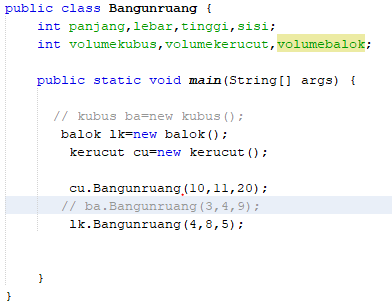 public class Bangunruang {
int panjang,lebar,tinggi,sisi;
int volumekubus,volumekerucut,volumebalok;
public static void main(String[] args) {
// kubus ba=new kubus();
balok lk=new balok();
kerucut cu=new kerucut();
cu.Bangunruang(10,11,20);
// ba.Bangunruang(3,4,9);
lk.Bangunruang(4,8,5);
}
}